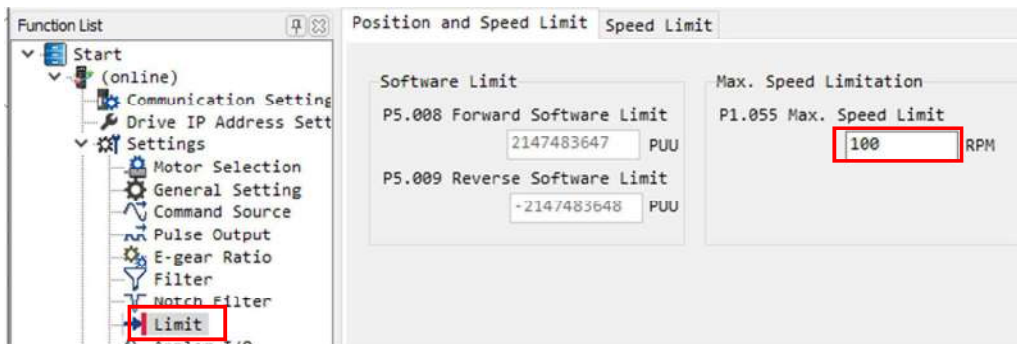 Function List
Start
(online)
Communication Setting
Drive IP Address Sett
Settings
Motor Selection
General Setting
Command Source
Pulse Output
E-gear Ratio
Filter
Notch Filter
Limit
Position and Speed Limit
Speed Limit
Software Limit
P5.008 Forward Software Limit
2147483647 PUU
P5.009 Reverse Software Limit
-2147483648 PUU
Max. Speed Limitation
P1.055 Max. Speed Limit
100 RPM